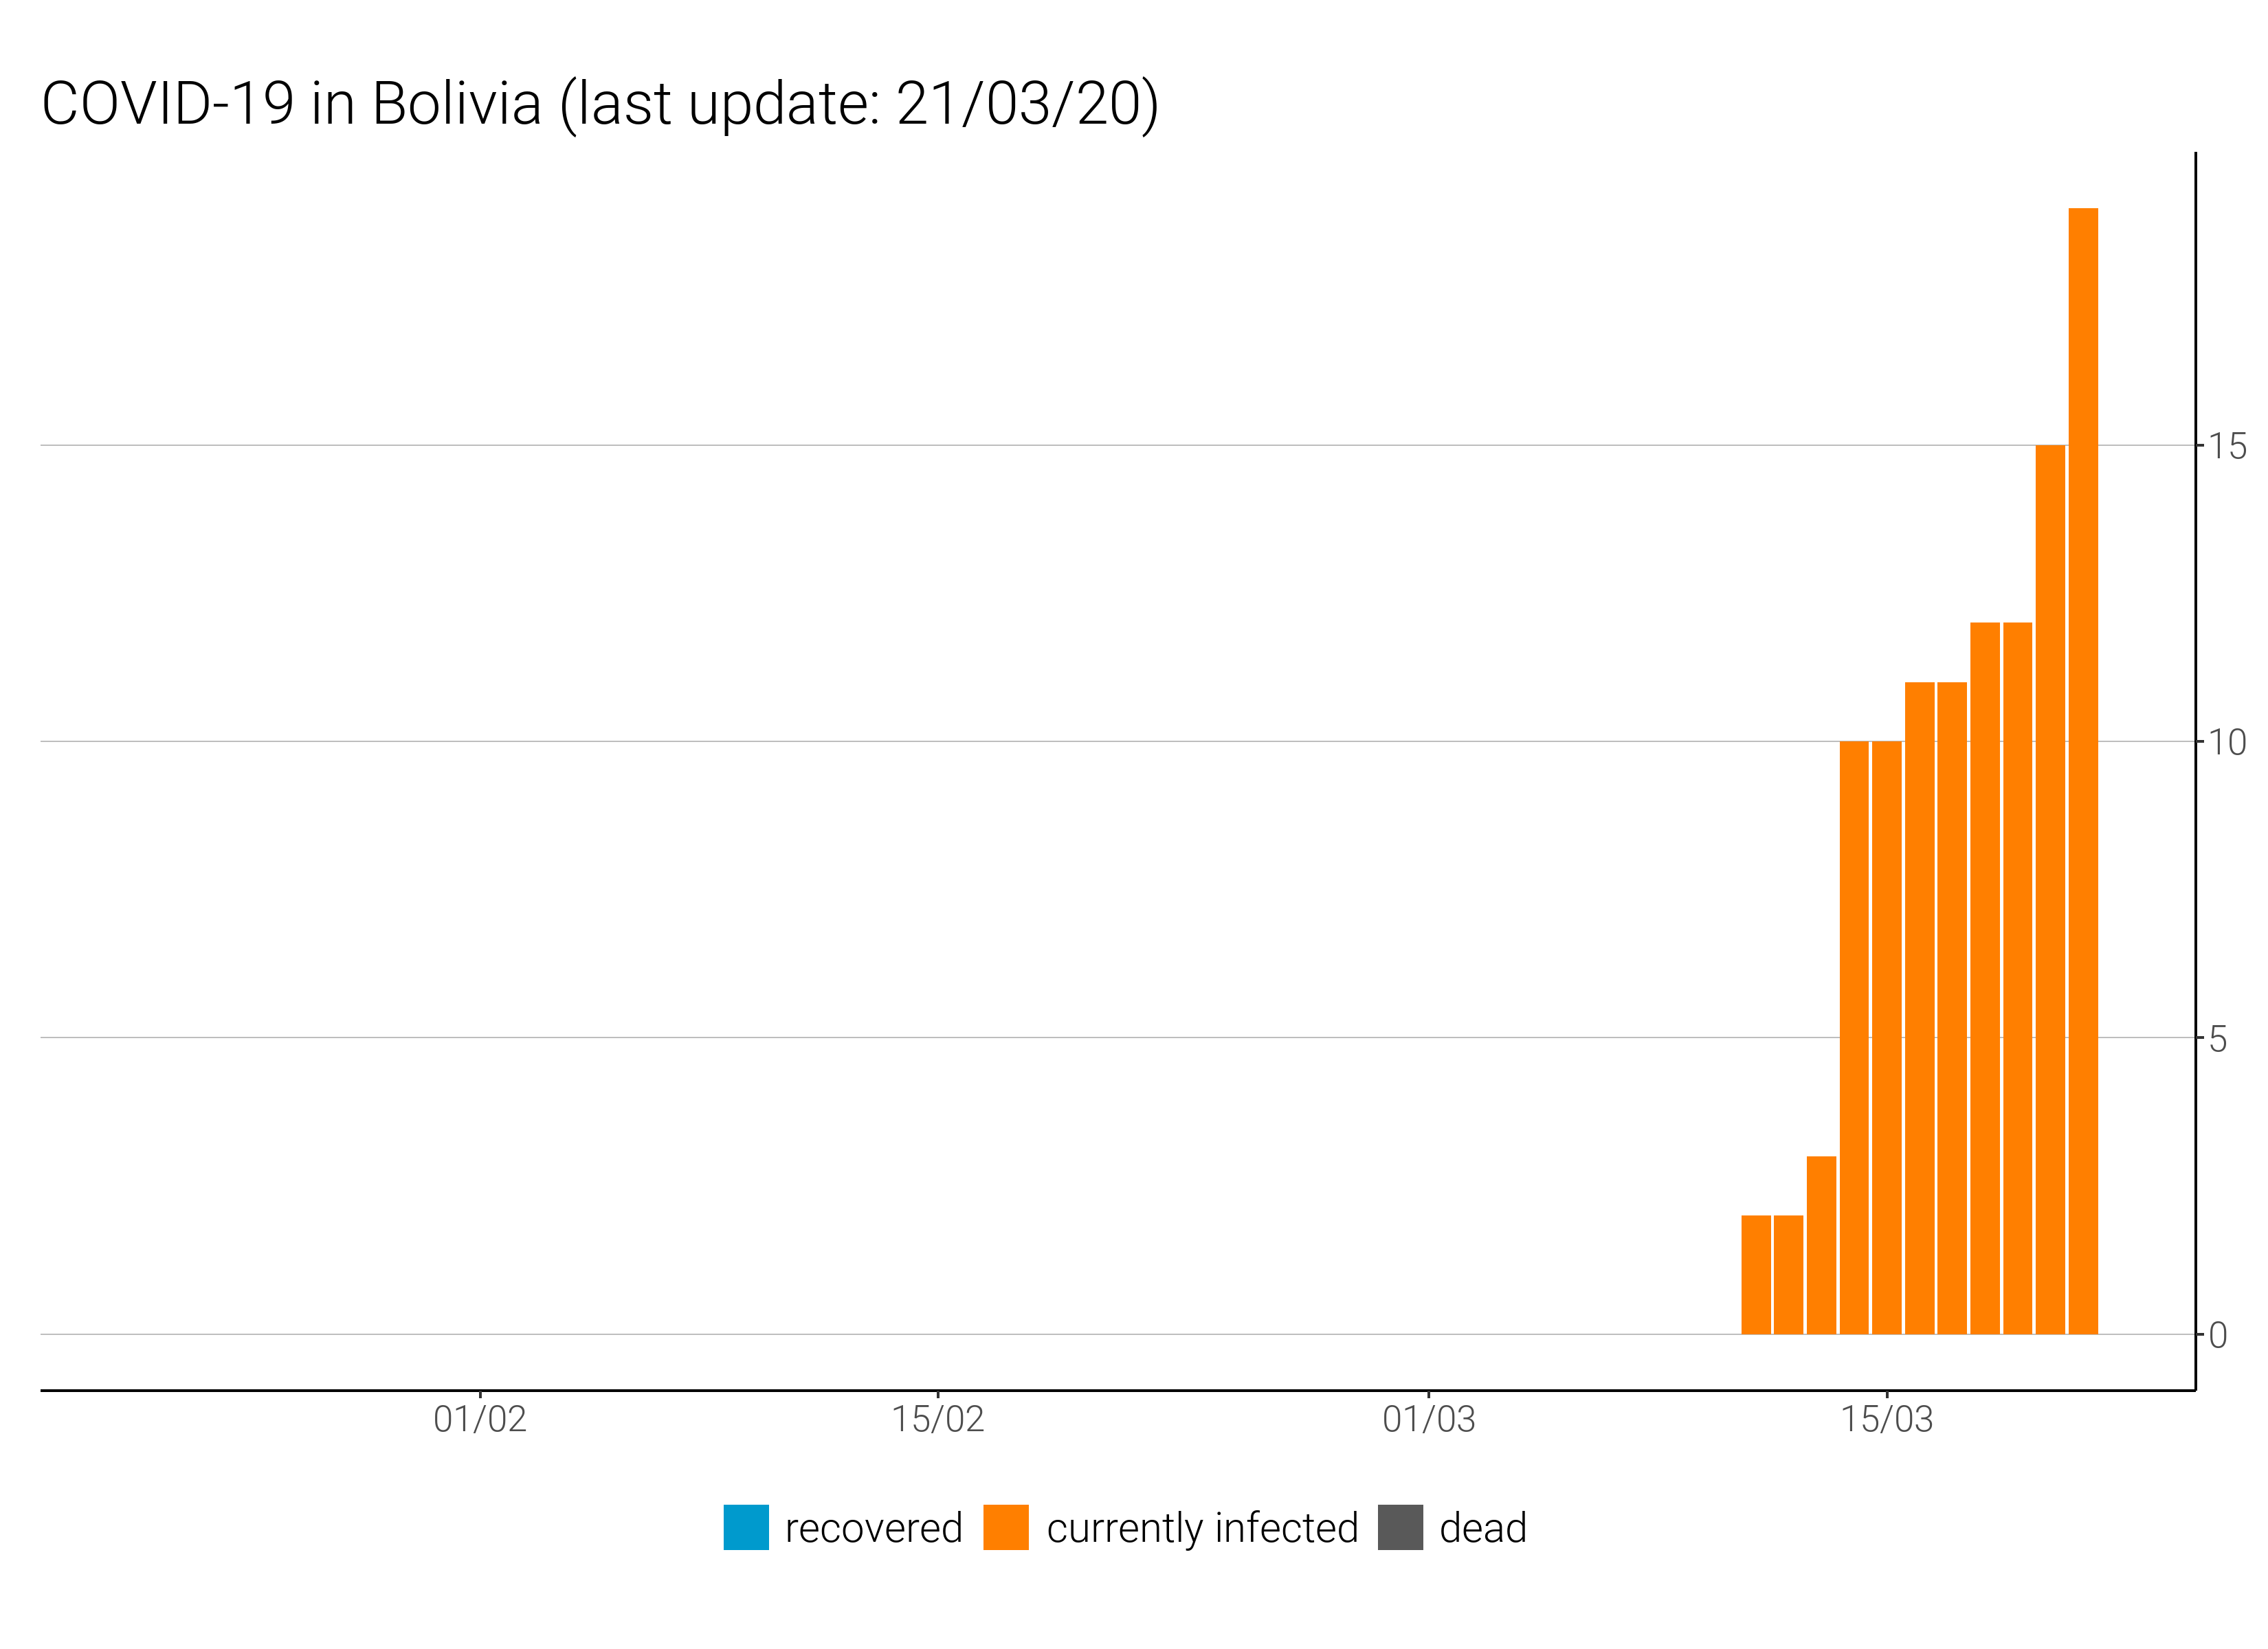 COVID-19 in Bolivia (last update: 21/03/20)
15
10
5
0
01/02 15/02 01/03 15/03
recovered currently infected dead